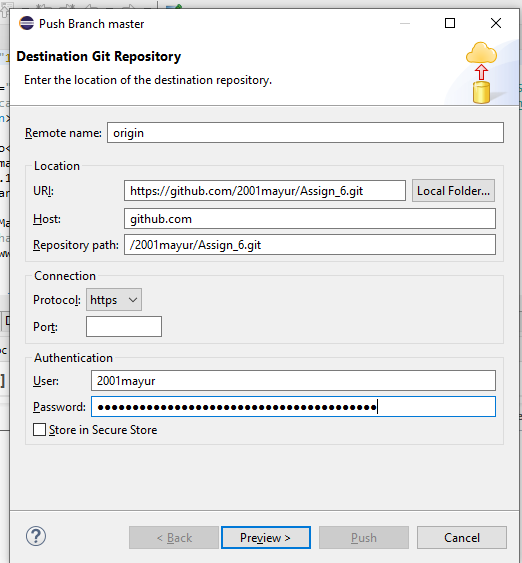 Push Branch master
Destination Git Repository
Enter the location of the destination repository.
Remote name: origin
Location
URI: https://github.com/2001mayur/Assign_6.git Local Folder...
Host: github.com
Repository path: /2001mayur/Assign_6.git
Connection
Protocol: https
Port:
Authentication
User: 2001mayur
Password: ●●●●●●●●●●●●●●●●●●●●●●●●●●●●●●●●●●●●●●●●
Store in Secure Store
? < Back Preview > Push Cancel